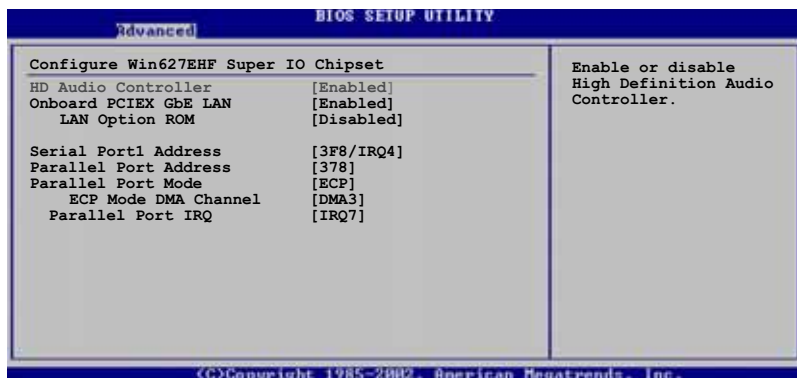 BIOS SETUP UTILITY
Advanced
Configure Win627EHF Super IO Chipset
HD Audio Controller [Enabled]
Onboard PCIEX GbE LAN [Enabled]
LAN Option ROM [Disabled]
Serial Port1 Address [3F8/IRQ4]
Parallel Port Address [378]
Parallel Port Mode [ECP]
ECP Mode DMA Channel [DMA3]
Parallel Port IRQ [IRQ7]
Enable or disable
High Definition Audio
Controller.
(C)Copyright 1985-2002, American Megatrends, Inc.